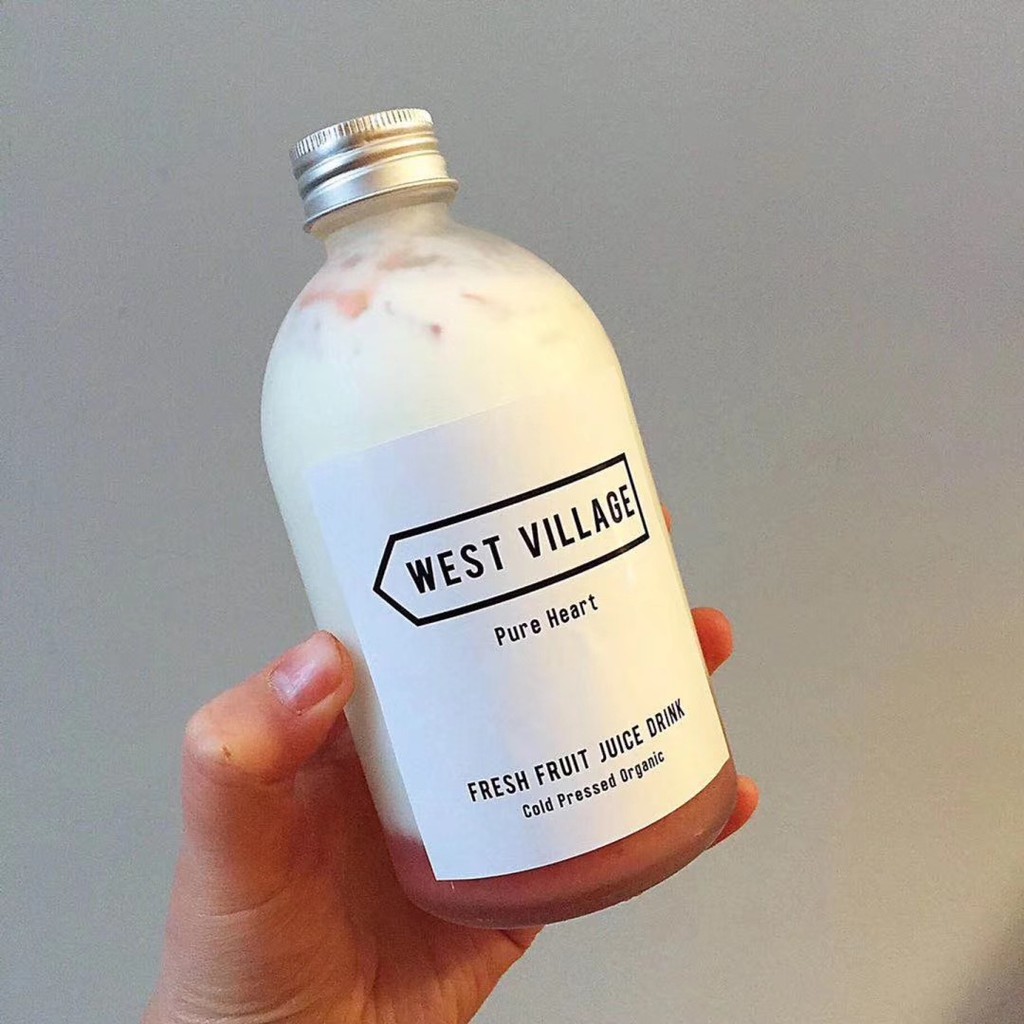 WEST VILLAGE
Pure Heart
FRESH FRUIT JUICE DRINK
Cold Pressed Organic